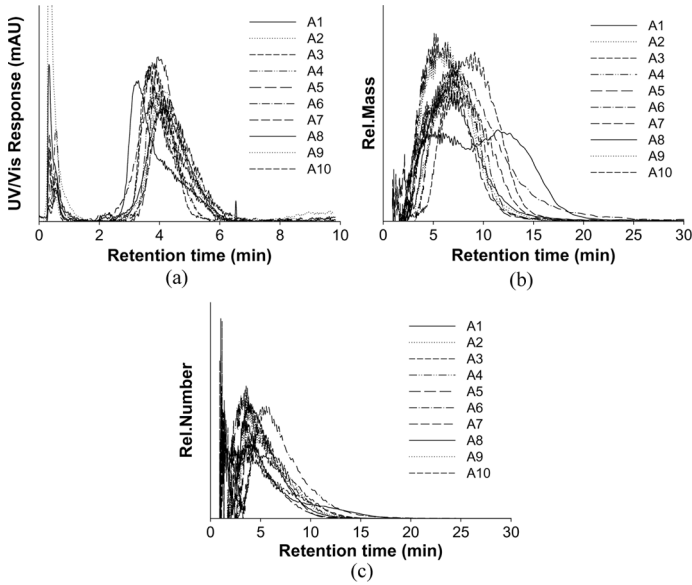 UV/Vis Response (mAU)
A1
A2
A3
A4
A5
A6
A7
A8
A9
A10
0 2 4 6 8 10
Retention time (min)
(a)
Rel.Mass
A1
A2
A3
A4
A5
A6
A7
A8
A9
A10
0 5 10 15 20 25 30
Retention time (min)
(b)
Rel.Number
A1
A2
A3
A4
A5
A6
A7
A8
A9
A10
0 5 10 15 20 25 30
Retention time (min)
(c)